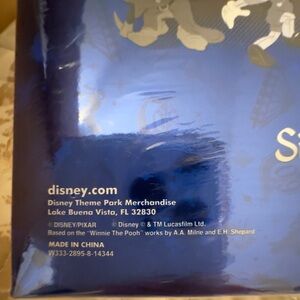 disney.com
Disney Theme Park Merchandise
Lake Buena Vista, FL 32830
© DISNEY/PIXAR © Disney © & TM Lucasfilm Ltd.
Based on the "Winnie The Pooh" works by A.A. Milne and E.H. Shepard
MADE IN CHINA
W333-2895-8-14344